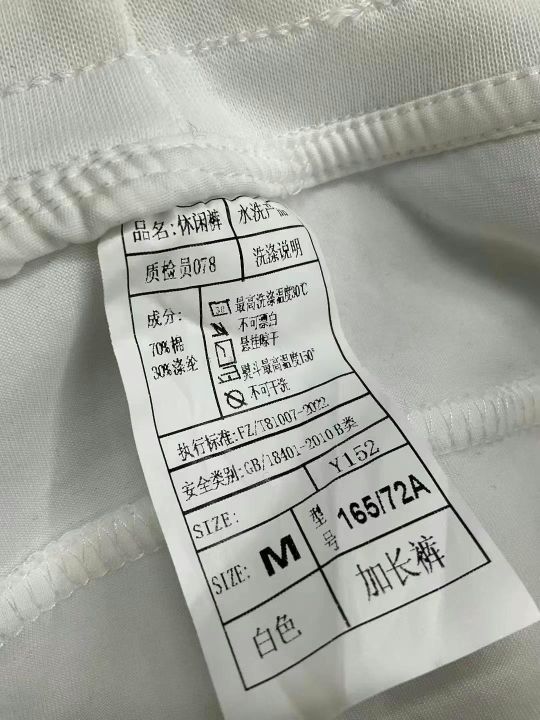 品名:休闲裤 水洗产品
质检员078 洗涤说明
成分:
70%棉
30%涤纶
30 最高洗涤温度30℃
不可漂白
悬挂晾干
熨斗最高温度150°
不可干洗
执行标准:FZ/T81007-2022
安全类别:GB/18401-2010 B类
SIZE: Y152
SIZE: M 型号 165/72A
白色 加长裤